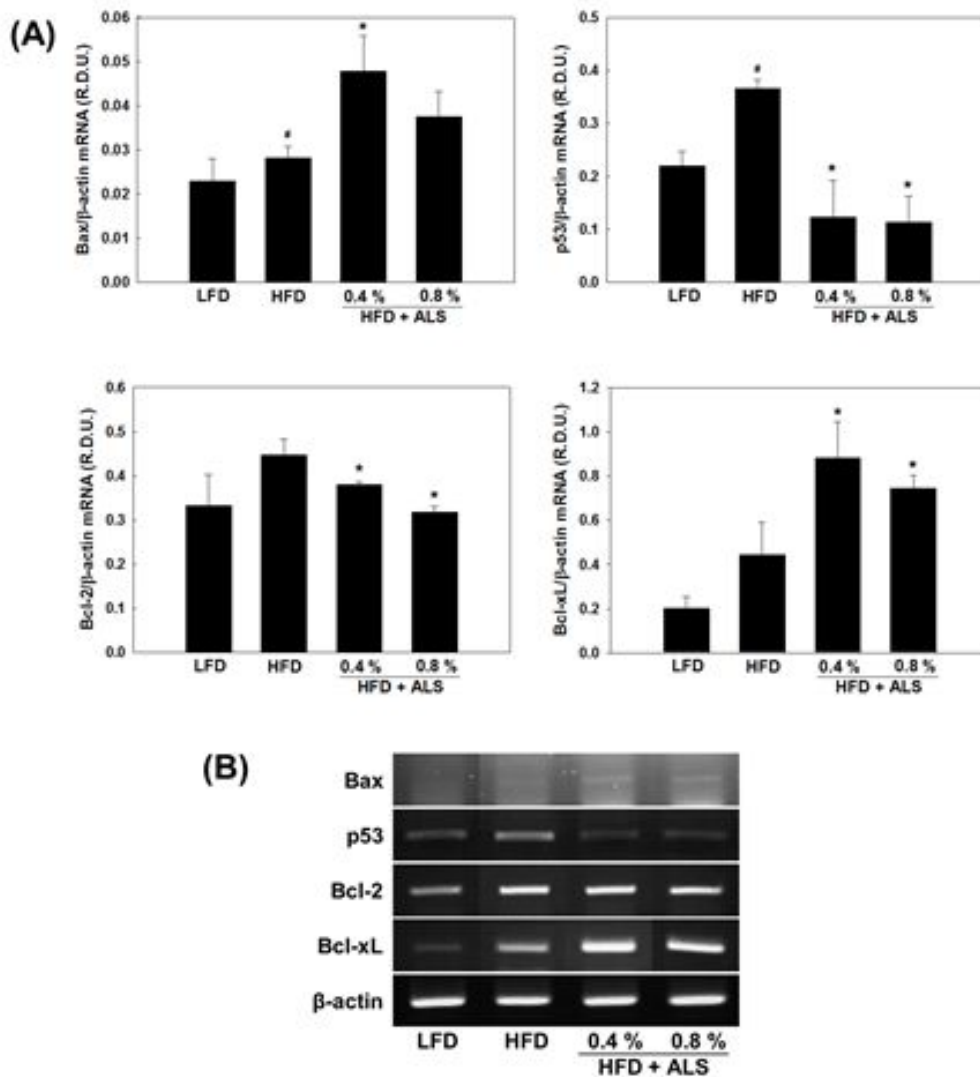 (A)
Bax/β-actin mRNA (R.D.U.)
0.06
0.05
0.04
0.03
0.02
0.01
0.00
#
*
LFD
HFD
0.4 %
0.8 %
HFD + ALS
p53/β-actin mRNA (R.D.U.)
0.5
0.4
0.3
0.2
0.1
0.0
#
*
*
LFD
HFD
0.4 %
0.8 %
HFD + ALS
Bcl-2/β-actin mRNA (R.D.U.)
0.6
0.5
0.4
0.3
0.2
0.1
0.0
*
*
LFD
HFD
0.4 %
0.8 %
HFD + ALS
Bcl-xL/β-actin mRNA (R.D.U.)
1.2
1.0
0.8
0.6
0.4
0.2
0.0
*
*
LFD
HFD
0.4 %
0.8 %
HFD + ALS
(B)
Bax
p53
Bcl-2
Bcl-xL
β-actin
LFD HFD 0.4 % 0.8 %
HFD + ALS